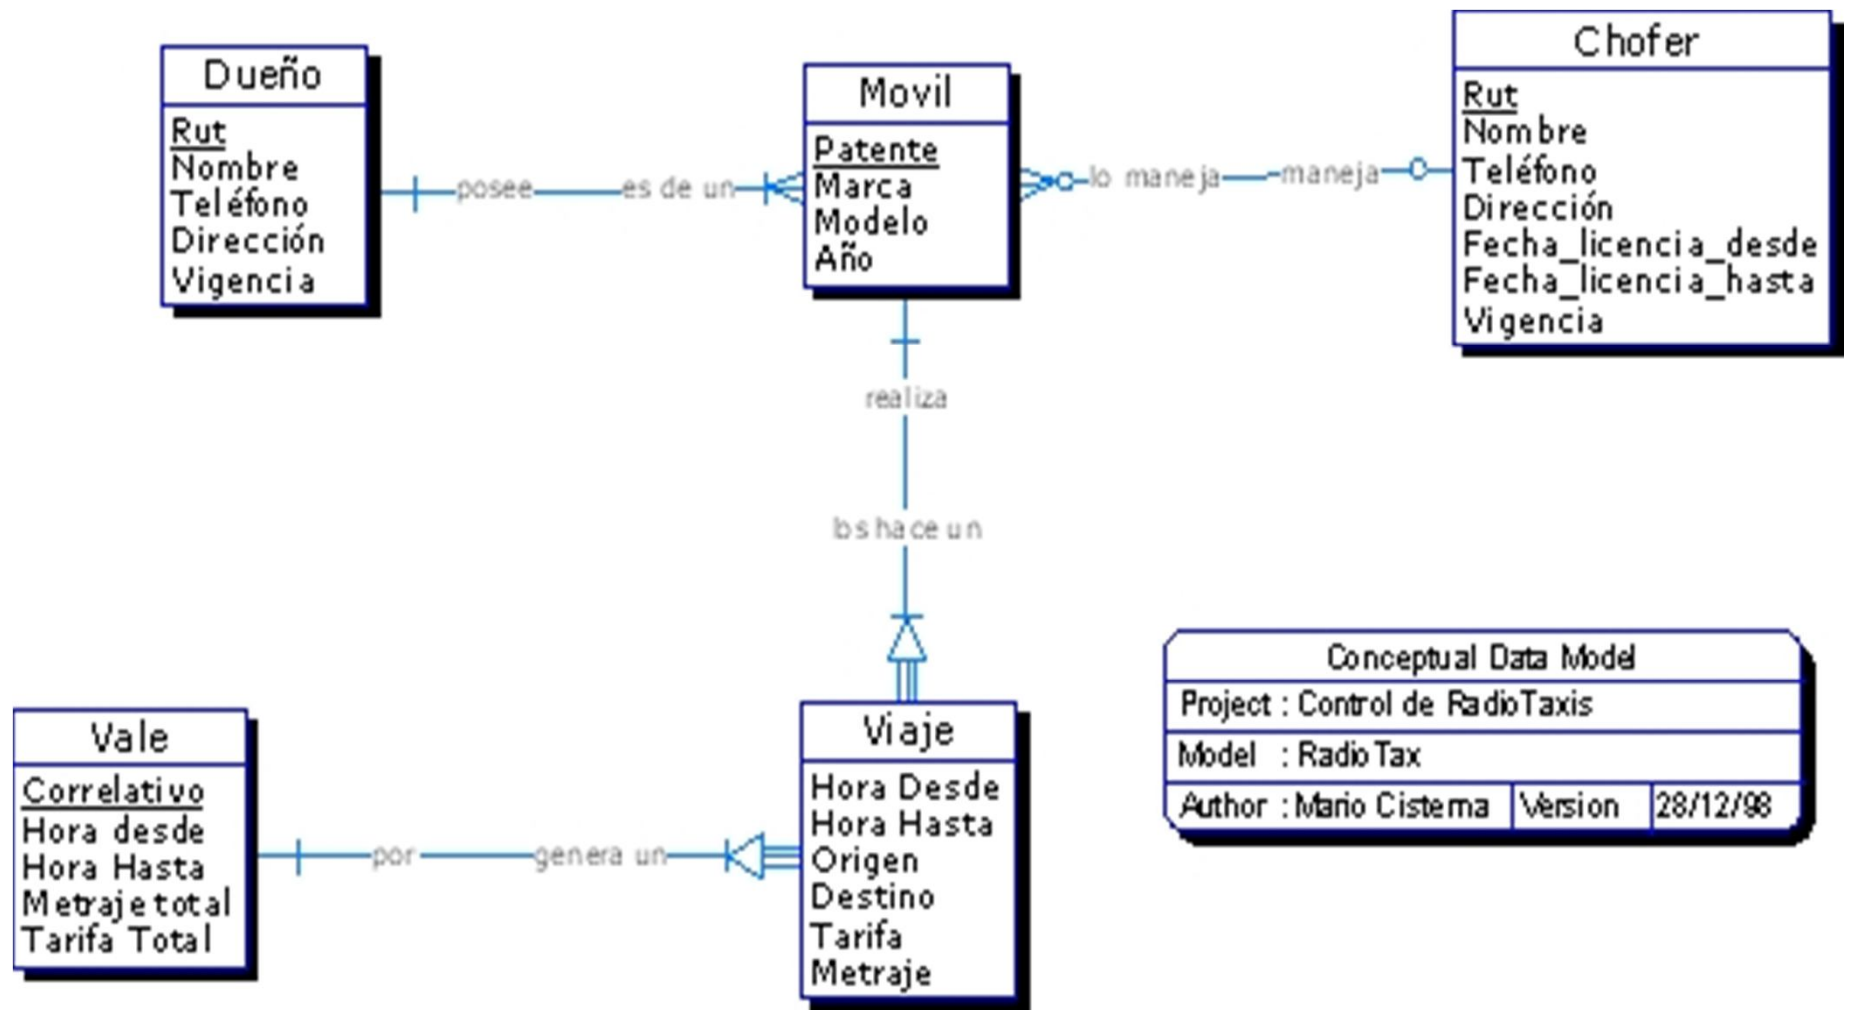 Dueño
Rut
Nombre
Teléfono
Dirección
Vigencia
posee
es de un
Movil
Patente
Marca
Modelo
Año
lo maneja
maneja
Chofer
Rut
Nombre
Teléfono
Dirección
Fecha_licencia_desde
Fecha_licencia_hasta
Vigencia
realiza
los hace un
Vale
Correlativo
Hora desde
Hora Hasta
Metraje total
Tarifa Total
por
genera un
Viaje
Hora Desde
Hora Hasta
Origen
Destino
Tarifa
Metraje
Conceptual Data Model
Project : Control de RadioTaxis
Model : RadioTax
Author : Mario Cisterna Version 28/12/98